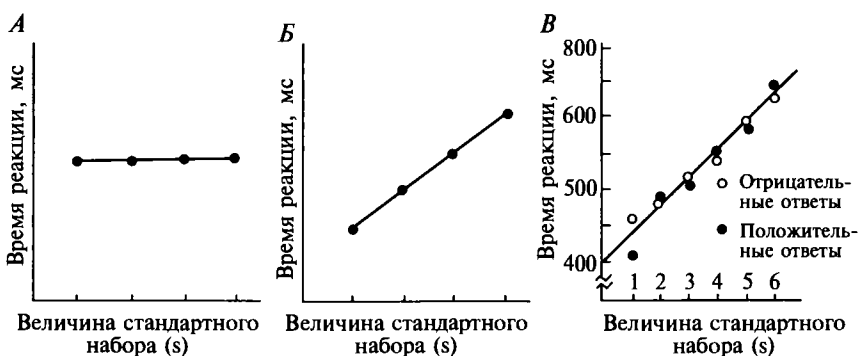 А
Время реакции, мс
Величина стандартного
набора (s)
Б
Время реакции, мс
Величина стандартного
набора (s)
В
Время реакции, мс
800
600
500
400
Отрицатель-
ные ответы
Положитель-
ные ответы
1 2 3 4 5 6
Величина стандартного
набора (s)